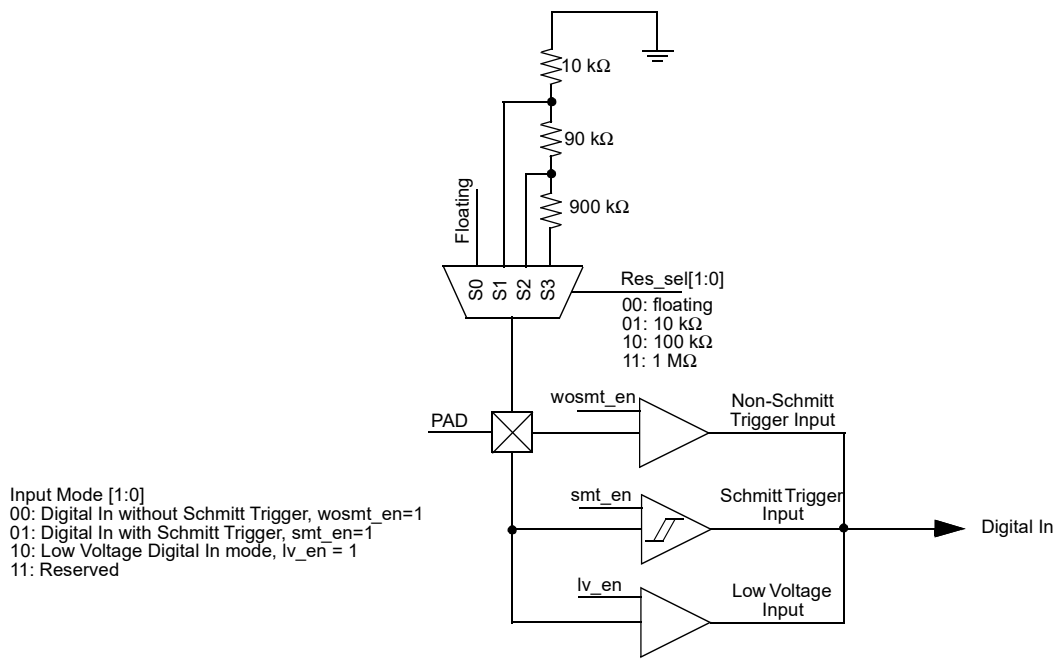 10 kΩ
90 kΩ
900 kΩ
Floating
S0
S1
S2
S3
Res_sel[1:0]
00: floating
01: 10 kΩ
10: 100 kΩ
11: 1 MΩ
PAD
wosmt_en
Non-Schmitt
Trigger Input
Input Mode [1:0]
00: Digital In without Schmitt Trigger, wosmt_en=1
01: Digital In with Schmitt Trigger, smt_en=1
10: Low Voltage Digital In mode, lv_en = 1
11: Reserved
smt_en
Schmitt Trigger
Input
Digital In
lv_en
Low Voltage
Input